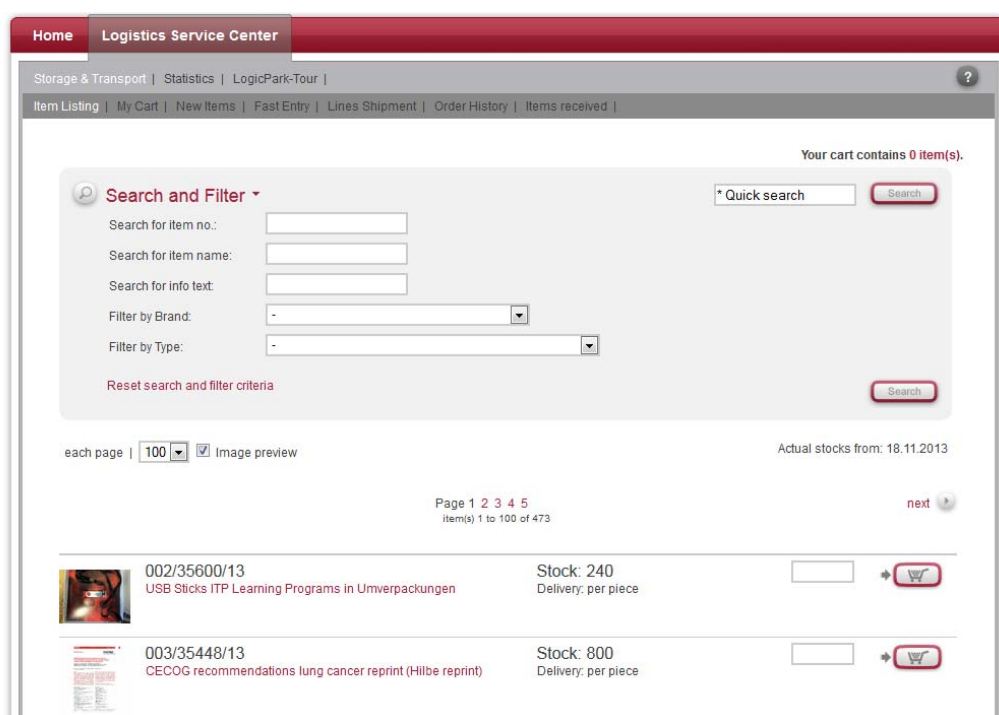 Home Logistics Service Center
Storage & Transport | Statistics | LogicPark-Tour |
?
Item Listing | My Cart | New Items | Fast Entry | Lines Shipment | Order History | Items received |
Your cart contains 0 item(s).
Search and Filter
* Quick search Search
Search for item no.:
Search for item name:
Search for info text:
Filter by Brand: -
Filter by Type: -
Reset search and filter criteria
Search
each page | 100 Image preview
Actual stocks from: 18.11.2013
Page 1 2 3 4 5
next
item(s) 1 to 100 of 473
002/35600/13 Stock: 240
USB Sticks ITP Learning Programs in Umverpackungen Delivery: per piece
003/35448/13 Stock: 800
CECOG recommendations lung cancer reprint (Hilbe reprint) Delivery: per piece